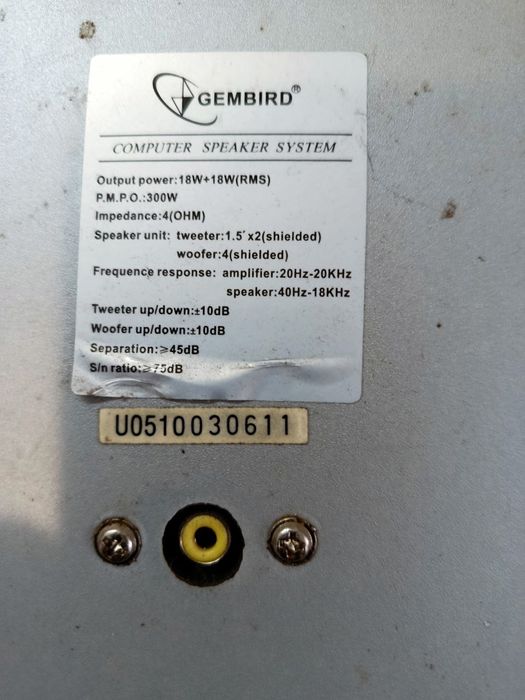 GEMBIRD®
COMPUTER SPEAKER SYSTEM
Output power:18W+18W(RMS)
P.M.P.O.:300W
Impedance:4(OHM)
Speaker unit: tweeter:1.5'x2(shielded)
woofer:4(shielded)
Frequence response: amplifier:20Hz-20KHz
speaker:40Hz-18KHz
Tweeter up/down:±10dB
Woofer up/down:±10dB
Separation:≥45dB
S/n ratio:≥75dB
U0510030611